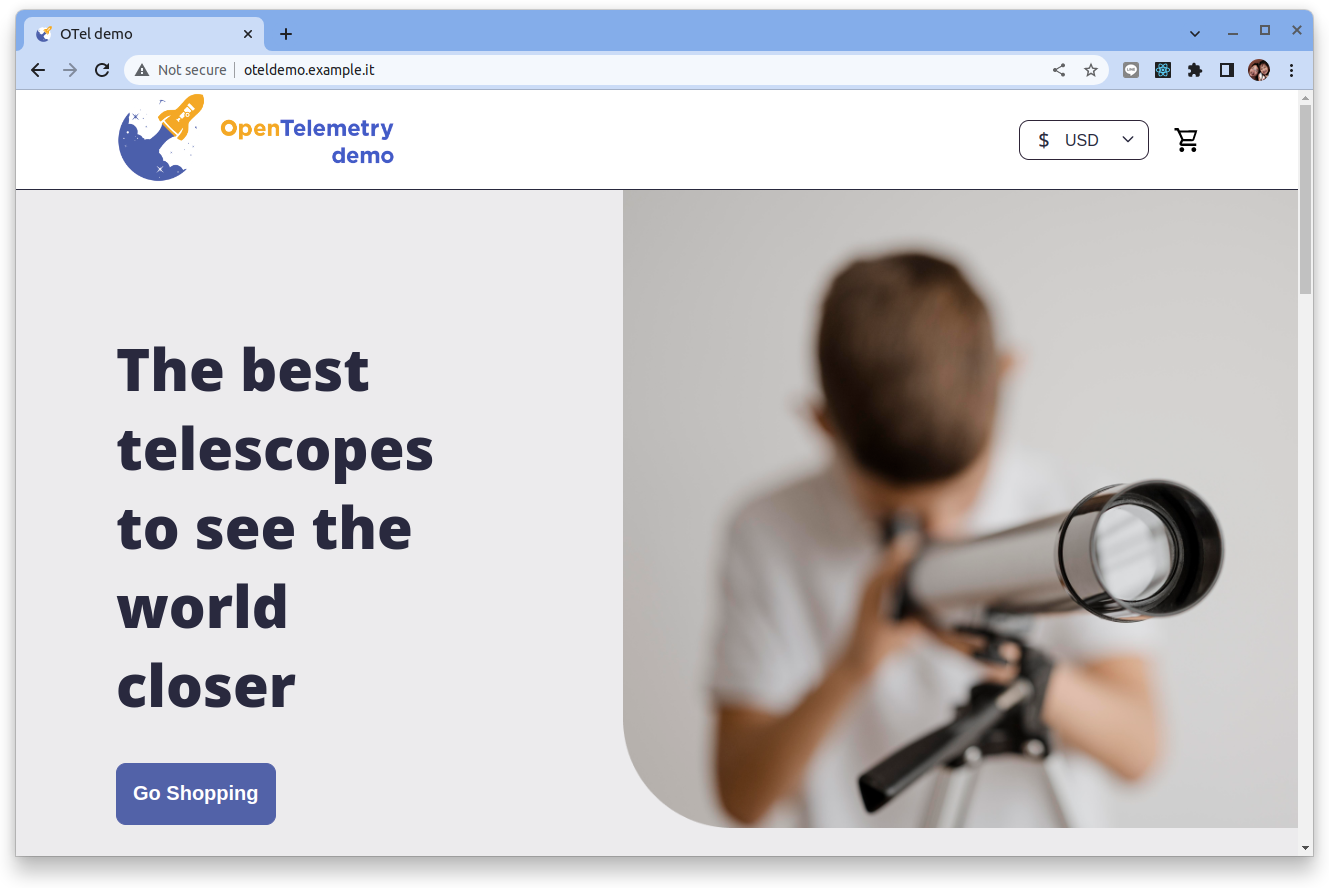 OTel demo
Not secure | oteldemo.example.it
OpenTelemetry
demo
$ USD
The best
telescopes
to see the
world
closer
Go Shopping